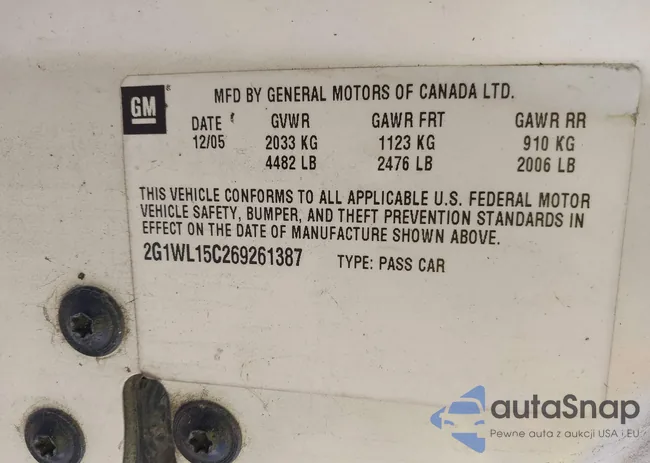 GM
MFD BY GENERAL MOTORS OF CANADA LTD.
DATE GVWR GAWR FRT GAWR RR
12/05 2033 KG 1123 KG 910 KG
4482 LB 2476 LB 2006 LB
THIS VEHICLE CONFORMS TO ALL APPLICABLE U.S. FEDERAL MOTOR
VEHICLE SAFETY, BUMPER, AND THEFT PREVENTION STANDARDS IN
EFFECT ON THE DATE OF MANUFACTURE SHOWN ABOVE.
2G1WL15C269261387 TYPE: PASS CAR
autaSnap
Pewne auta z aukcji USA i EU